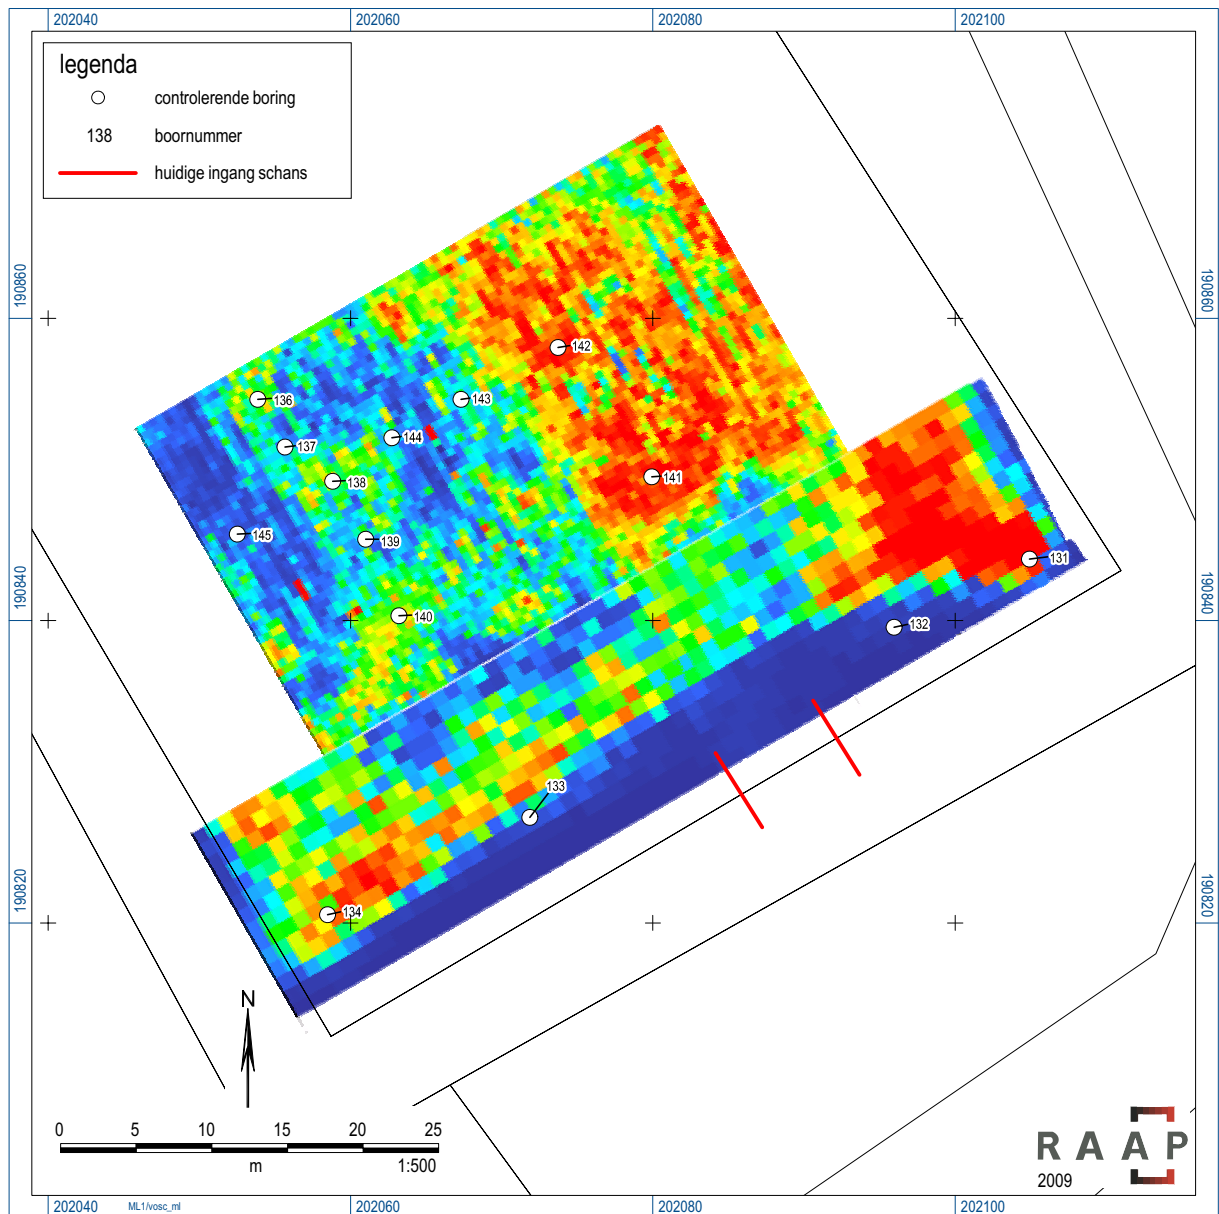 202040 202060 202080 202100
legenda
controlerende boring
138 boornummer
huidige ingang schans
190860 190860
142
136 143
144
137
138 141
145 139
131
190840 190840
140
132
133
134
190820 190820
N
0 5 10 15 20 25
m 1:500
RAAP
2009
202040 ML1/vosc_ml 202060 202080 202100